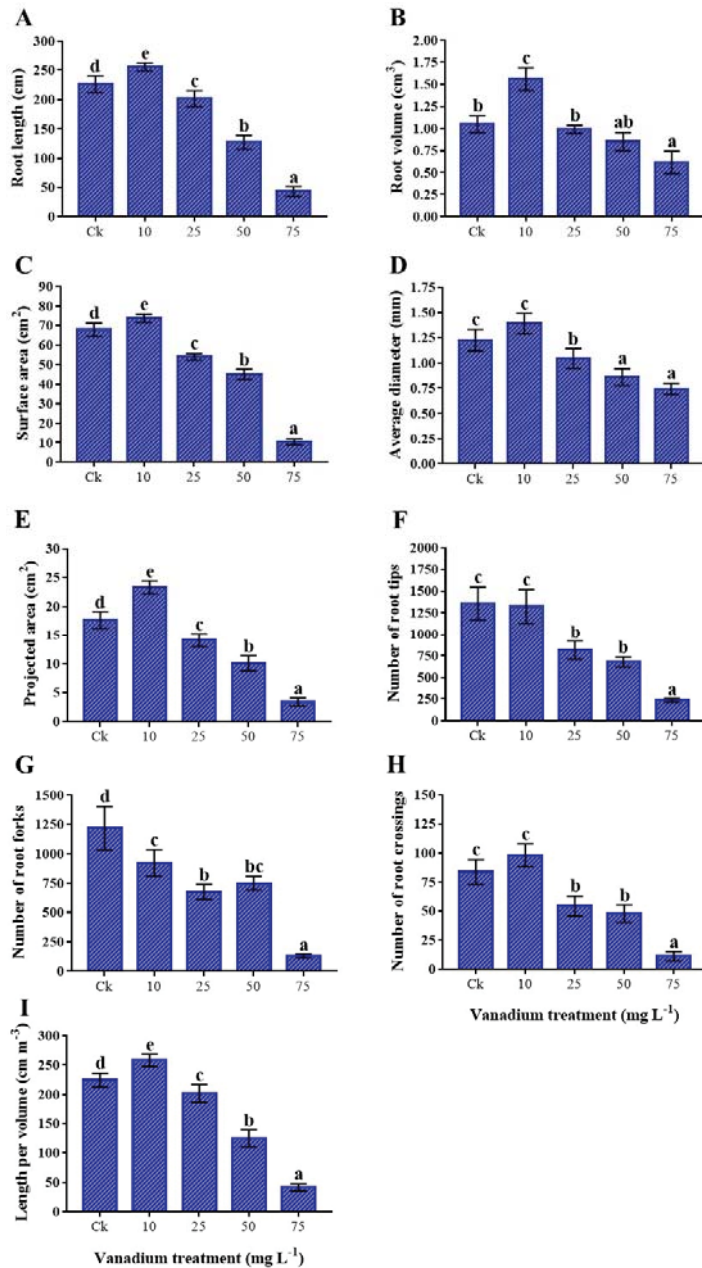 A
Root length (cm)
300
250
200
150
100
50
0
d
e
c
b
a
Ck
10
25
50
75
B
Root volume (cm³)
2.00
1.75
1.50
1.25
1.00
0.75
0.50
0.25
0.00
b
c
b
ab
a
Ck
10
25
50
75
C
Surface area (cm²)
90
80
70
60
50
40
30
20
10
0
d
e
c
b
a
Ck
10
25
50
75
D
Average diameter (mm)
1.75
1.50
1.25
1.00
0.75
0.50
0.25
0.00
c
c
b
a
a
Ck
10
25
50
75
E
Projected area (cm²)
30
25
20
15
10
5
0
d
e
c
b
a
Ck
10
25
50
75
F
Number of root tips
2000
1750
1500
1250
1000
750
500
250
0
c
c
b
b
a
Ck
10
25
50
75
G
Number of root forks
1500
1250
1000
750
500
250
0
d
c
b
bc
a
Ck
10
25
50
75
H
Number of root crossings
150
125
100
75
50
25
0
c
c
b
b
a
Ck
10
25
50
75
Vanadium treatment (mg L⁻¹)
I
Length per volume (cm m⁻³)
300
250
200
150
100
50
0
d
e
c
b
a
Ck
10
25
50
75
Vanadium treatment (mg L⁻¹)